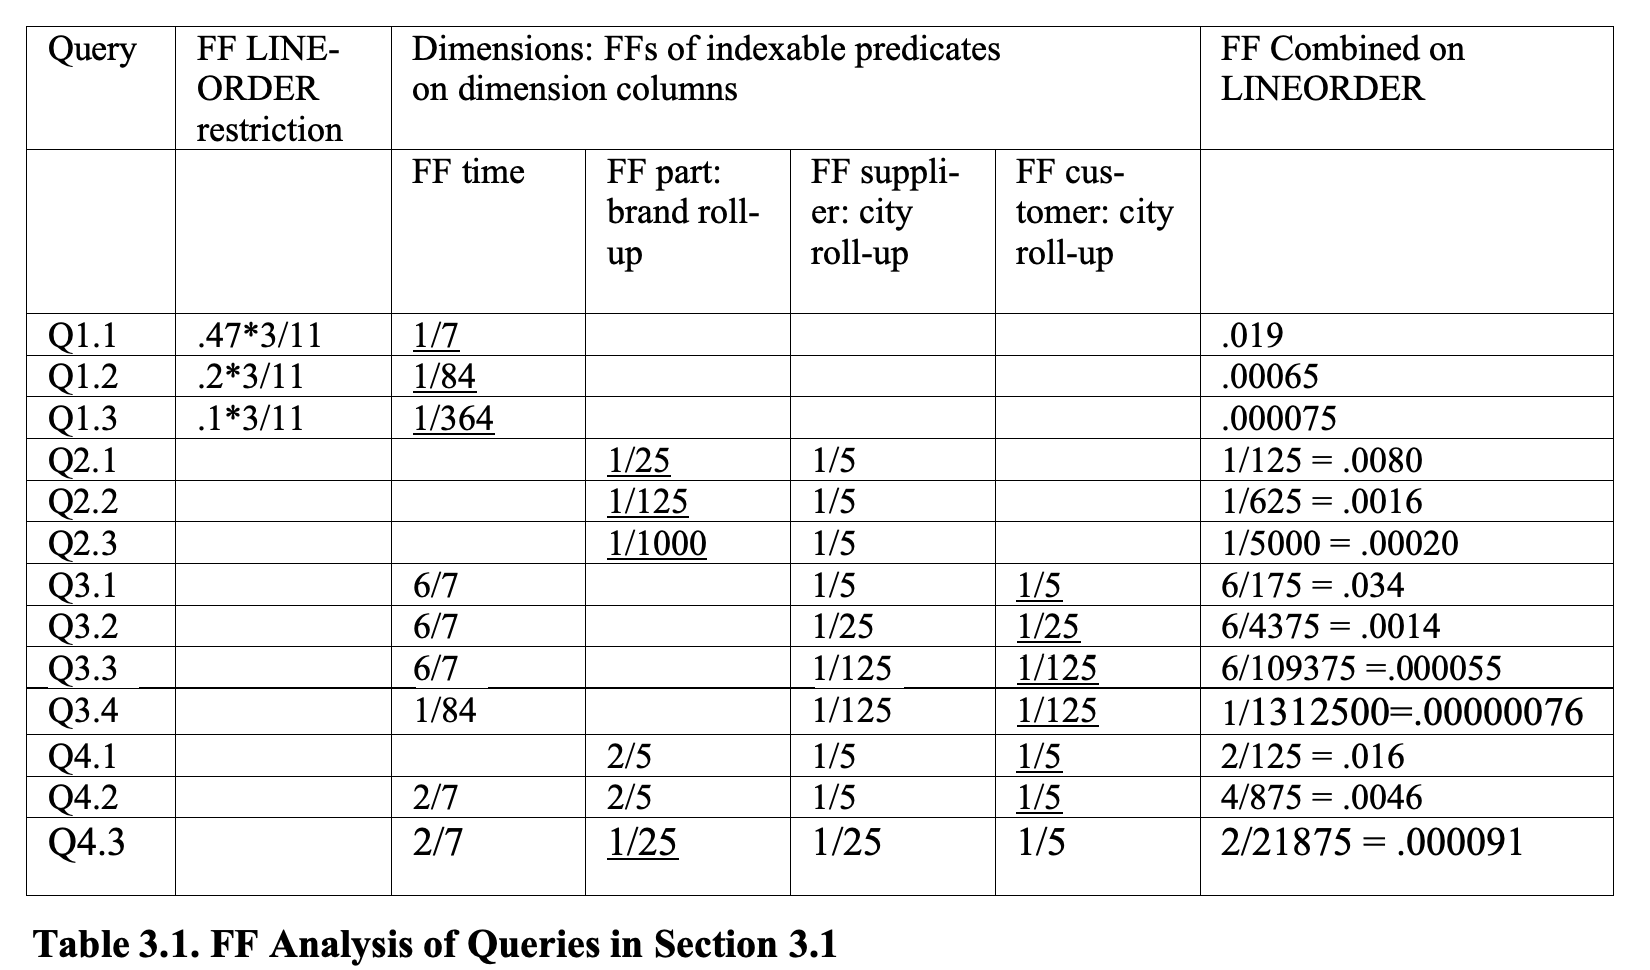 Query FF LINE- Dimensions: FFs of indexable predicates FF Combined on
ORDER on dimension columns LINEORDER
restriction
FF time FF part: FF suppli- FF cus-
brand roll- er: city tomer: city
up roll-up roll-up
Q1.1 .47*3/11 1/7 .019
Q1.2 .2*3/11 1/84 .00065
Q1.3 .1*3/11 1/364 .000075
Q2.1 1/25 1/5 1/125 = .0080
Q2.2 1/125 1/5 1/625 = .0016
Q2.3 1/1000 1/5 1/5000 = .00020
Q3.1 6/7 1/5 1/5 6/175 = .034
Q3.2 6/7 1/25 1/25 6/4375 = .0014
Q3.3 6/7 1/125 1/125 6/109375 =.000055
Q3.4 1/84 1/125 1/125 1/1312500=.00000076
Q4.1 2/5 1/5 1/5 2/125 = .016
Q4.2 2/7 2/5 1/5 1/5 4/875 = .0046
Q4.3 2/7 1/25 1/25 1/5 2/21875 = .000091
Table 3.1. FF Analysis of Queries in Section 3.1